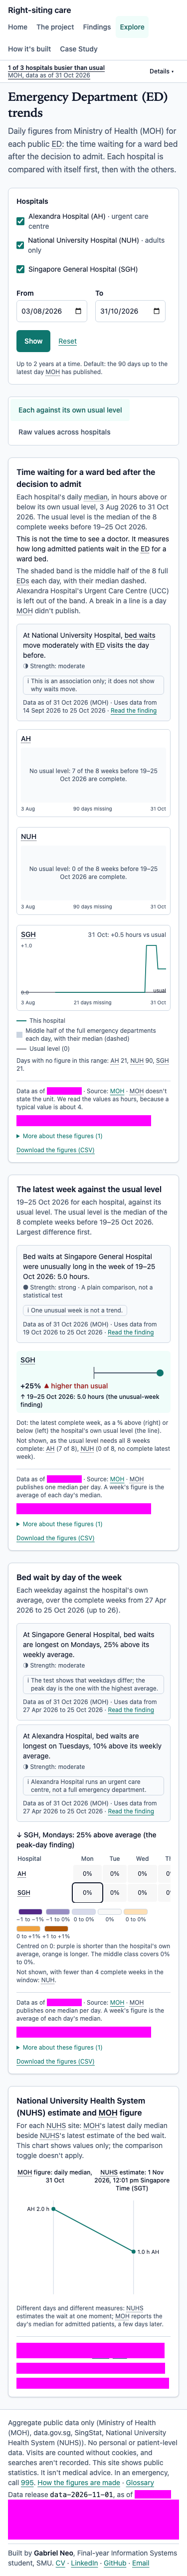 Right-siting care
Home The project Findings Explore
How it's built Case Study
1 of 3 hospitals busier than usual
MOH, data as of 31 Oct 2026
Details
Emergency Department (ED)
trends
Daily figures from Ministry of Health (MOH) for
each public ED: the time waiting for a ward bed
after the decision to admit. Each hospital is
compared with itself first, then with the others.
Hospitals
Alexandra Hospital (AH) · urgent care
centre
National University Hospital (NUH) · adults
only
Singapore General Hospital (SGH)
From To
03/08/2026 31/10/2026
Show Reset
Up to 2 years at a time. Default: the 90 days up to the
latest day MOH has published.
Each against its own usual level
Raw values across hospitals
Time waiting for a ward bed after the
decision to admit
Each hospital's daily median, in hours above or
below its own usual level, 3 Aug 2026 to 31 Oct
2026. The usual level is the median of the 8
complete weeks before 19–25 Oct 2026.
This is not the time to see a doctor. It measures
how long admitted patients wait in the ED for a
ward bed.
The shaded band is the middle half of the 8 full
EDs each day, with their median dashed.
Alexandra Hospital's Urgent Care Centre (UCC)
is left out of the band. A break in a line is a day
MOH didn't publish.
At National University Hospital, bed waits
move moderately with ED visits the day
before.
Strength: moderate
i This is an association only; it does not show
why waits move.
Data as of 31 Oct 2026 (MOH) · Uses data from
14 Sept 2026 to 25 Oct 2026 · Read the finding
AH
No usual level: 7 of the 8 weeks before 19–25
Oct 2026 are complete.
3 Aug 90 days missing 31 Oct
NUH
No usual level: 0 of the 8 weeks before 19–25
Oct 2026 are complete.
3 Aug 90 days missing 31 Oct
SGH 31 Oct: +0.5 hours vs usual
+1.0
0.0 usual
3 Aug 21 days missing 31 Oct
This hospital
Middle half of the full emergency departments
each day, with their median (dashed)
Usual level (0)
Days with no figure in this range: AH 21, NUH 90, SGH
21.
Data as of
· Source: MOH · MOH doesn't
state the unit. We read the values as hours, because a
typical value is about 4.
More about these figures (1)
Download the figures (CSV)
The latest week against the usual level
19–25 Oct 2026 for each hospital, against its own
usual level. The usual level is the median of the
8 complete weeks before 19–25 Oct 2026.
Largest difference first.
Bed waits at Singapore General Hospital
were unusually long in the week of 19–25
Oct 2026: 5.0 hours.
Strength: strong · A plain comparison, not a
statistical test
i One unusual week is not a trend.
Data as of 31 Oct 2026 (MOH) · Uses data from
19 Oct 2026 to 25 Oct 2026 · Read the finding
SGH
+25% ▲ higher than usual
↑ 19–25 Oct 2026: 5.0 hours (the unusual-week
finding)
Dot: the latest complete week, as a % above (right) or
below (left) the hospital's own usual level (the line).
Not shown, as the usual level needs all 8 weeks
complete: AH (7 of 8), NUH (0 of 8, no complete latest
week).
Data as of
· Source: MOH · MOH
publishes one median per day. A week's figure is the
average of each day's median.
More about these figures (1)
Download the figures (CSV)
Bed wait by day of the week
Each weekday against the hospital's own
average, over the complete weeks from 27 Apr
2026 to 25 Oct 2026 (up to 26).
At Singapore General Hospital, bed waits
are longest on Mondays, 25% above its
weekly average.
Strength: moderate
i The test shows that weekdays differ; the
peak day is the one with the highest average.
Data as of 31 Oct 2026 (MOH) · Uses data from
27 Apr 2026 to 25 Oct 2026 · Read the finding
At Alexandra Hospital, bed waits are
longest on Tuesdays, 10% above its weekly
average.
Strength: moderate
i Alexandra Hospital runs an urgent care
centre, not a full emergency department.
Data as of 31 Oct 2026 (MOH) · Uses data from
27 Apr 2026 to 25 Oct 2026 · Read the finding
↓ SGH, Mondays: 25% above average (the
peak-day finding)
Hospital Mon Tue Wed
AH 0% 0% 0%
SGH 0% 0% 0%
−1 to −1% −1 to 0% 0 to 0% 0% 0 to 0%
0 to +1% +1 to +1%
Centred on 0: purple is shorter than the hospital's own
average, orange is longer. The middle class covers 0%
to 0%.
Not shown, with fewer than 4 complete weeks in the
window: NUH.
Data as of
· Source: MOH · MOH
publishes one median per day. A week's figure is the
average of each day's median.
More about these figures (1)
Download the figures (CSV)
National University Health System
(NUHS) estimate and MOH figure
For each NUHS site: MOH's latest daily median
beside NUHS's latest estimate of the bed wait.
This chart shows values only; the comparison
toggle doesn't apply.
MOH figure: daily median,
31 Oct
NUHS estimate: 1 Nov
2026, 12:01 pm Singapore
Time (SGT)
AH 2.0 h
1.0 h AH
Different days and different measures: NUHS
estimates the wait at one moment; MOH reports the
day's median for admitted patients, a few days later.
Aggregate public data only (Ministry of Health
(MOH), data.gov.sg, SingStat, National University
Health System (NUHS)). No personal or patient-level
data. Visits are counted without cookies, and
searches aren't recorded. This site shows public
statistics. It is not medical advice. In an emergency,
call 995. How the figures are made · Glossary
Data release data-2026-11-01, as of
Built by Gabriel Neo, Final-year Information Systems
student, SMU. CV · LinkedIn · GitHub · Email